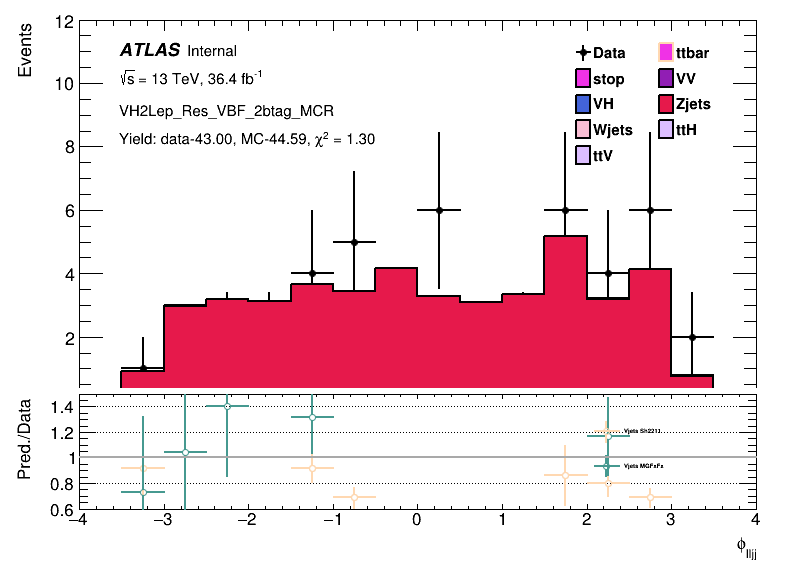 Events
12
10
8
6
4
2
ATLAS Internal
√s = 13 TeV, 36.4 fb⁻¹
VH2Lep_Res_VBF_2btag_MCR
Yield: data-43.00, MC-44.59, χ² = 1.30
Data ttbar
stop VV
VH Zjets
Wjets ttH
ttV
Pred./Data
1.4
1.2
1
0.8
0.6
Vjets Sh2211
Vjets MGFxFx
−4 −3 −2 −1 0 1 2 3 4
ϕlljj